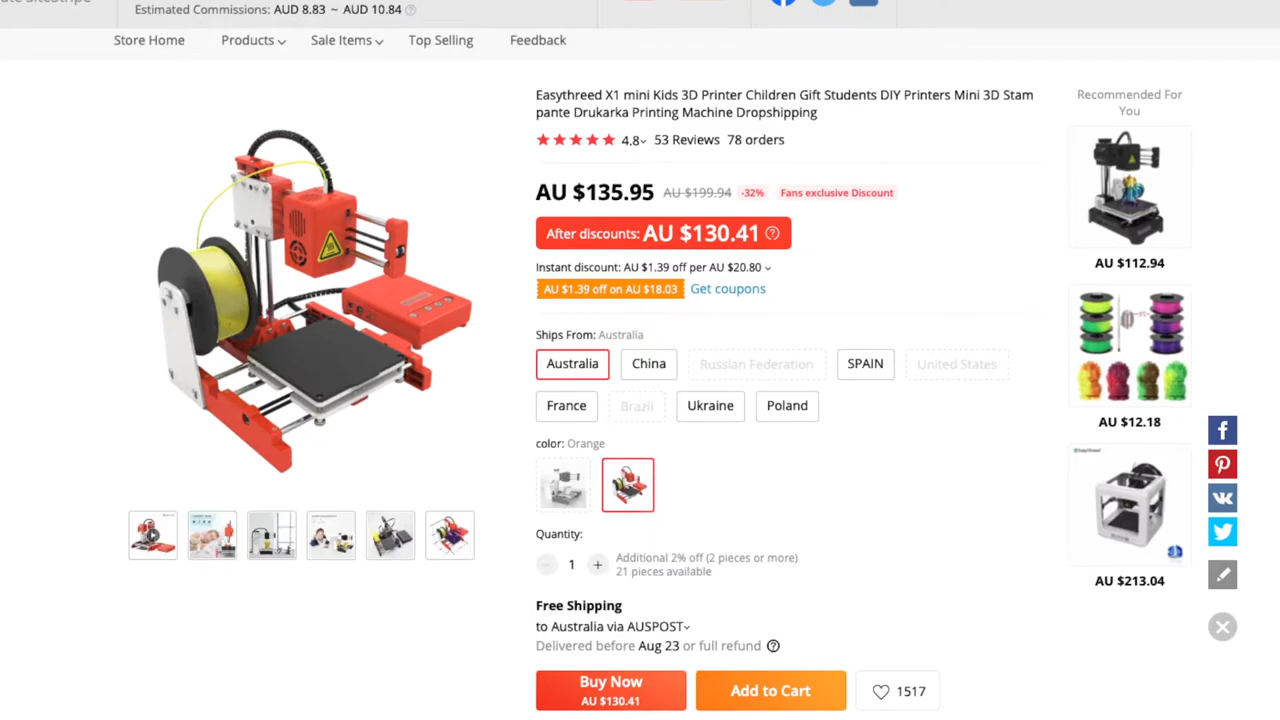 Estimated Commissions: AUD 8.83 ~ AUD 10.84
Store Home Products Sale Items Top Selling Feedback
Easythreed X1 mini Kids 3D Printer Children Gift Students DIY Printers Mini 3D Stam
pante Drukarka Printing Machine Dropshipping
4.8 53 Reviews 78 orders
AU $135.95 AU $199.94 -32% Fans exclusive Discount
After discounts: AU $130.41
Instant discount: AU $1.39 off per AU $20.80
AU $1.39 off on AU $18.03 Get coupons
Ships From: Australia
Australia China Russian Federation SPAIN United States
France Brazil Ukraine Poland
color: Orange
Quantity:
1
Additional 2% off (2 pieces or more)
21 pieces available
Free Shipping
to Australia via AUSPOST
Delivered before Aug 23 or full refund
Buy Now
AU $130.41
Add to Cart
1517
Recommended For
You
AU $112.94
AU $12.18
AU $213.04